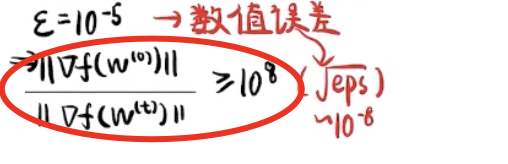 ε=10⁻⁵ → 数值误差
⇒ ||∇f(w⁽⁰⁾)|| / ||∇f(w⁽ᵗ⁾)|| ≥10⁸ (√eps)
~10⁻⁸